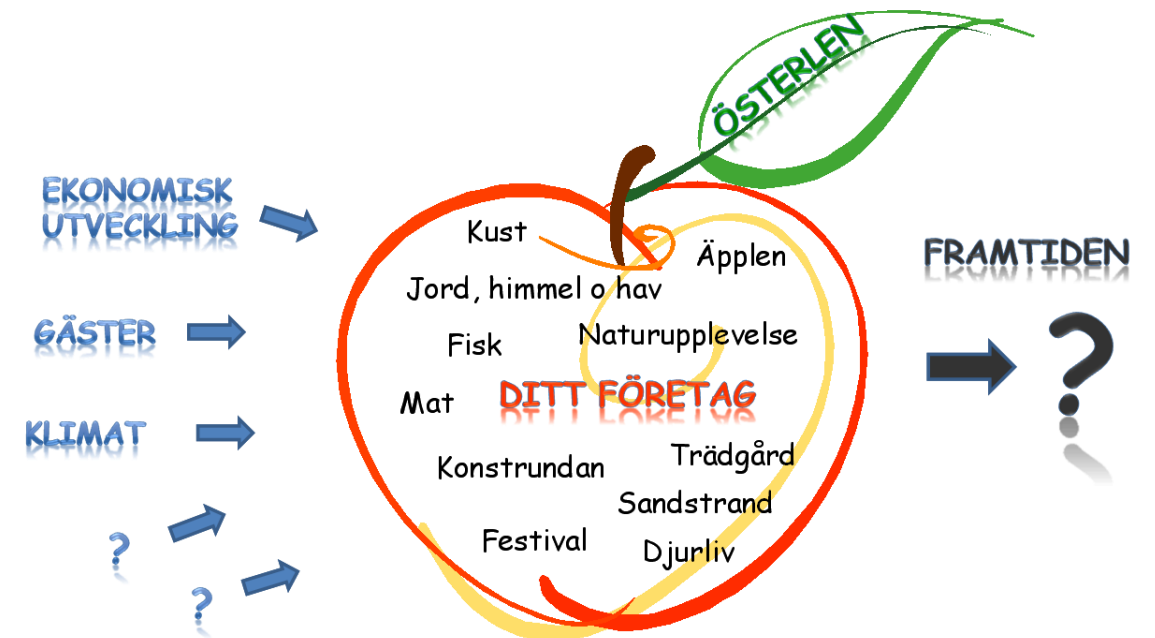 ÖSTERLEN
EKONOMISK
UTVECKLING
GÄSTER
KLIMAT
?
?
Kust
Äpplen
Jord, himmel o hav
Naturupplevelse
Fisk
Mat
DITT FÖRETAG
Trädgård
Konstrundan
Sandstrand
Festival
Djurliv
FRAMTIDEN
?